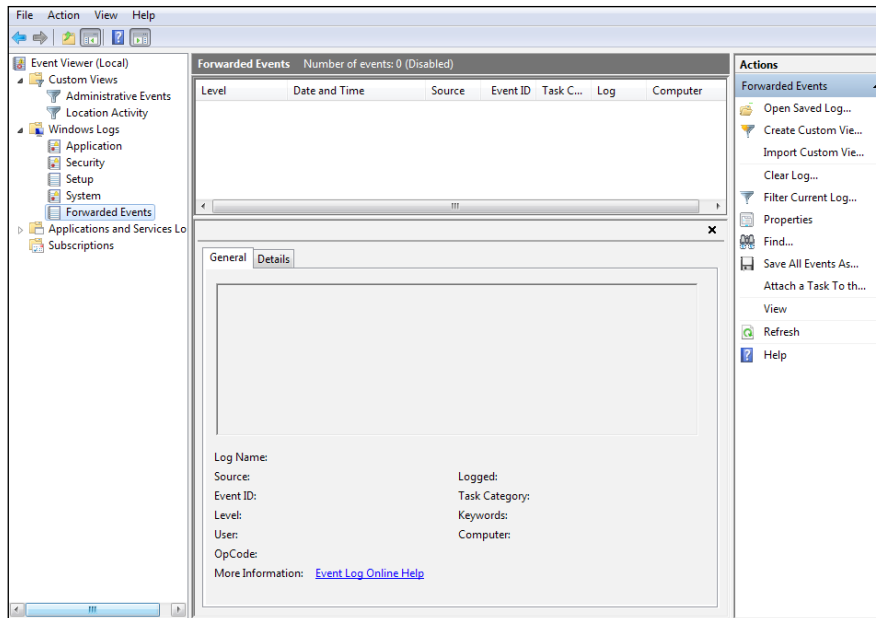 File Action View Help
Event Viewer (Local)
Custom Views
Administrative Events
Location Activity
Windows Logs
Application
Security
Setup
System
Forwarded Events
Applications and Services Lo
Subscriptions
Forwarded Events Number of events: 0 (Disabled)
Level Date and Time Source Event ID Task C... Log Computer
General Details
Log Name:
Source: Logged:
Event ID: Task Category:
Level: Keywords:
User: Computer:
OpCode:
More Information: Event Log Online Help
Actions
Forwarded Events
Open Saved Log...
Create Custom Vie...
Import Custom Vie...
Clear Log...
Filter Current Log...
Properties
Find...
Save All Events As...
Attach a Task To th...
View
Refresh
Help